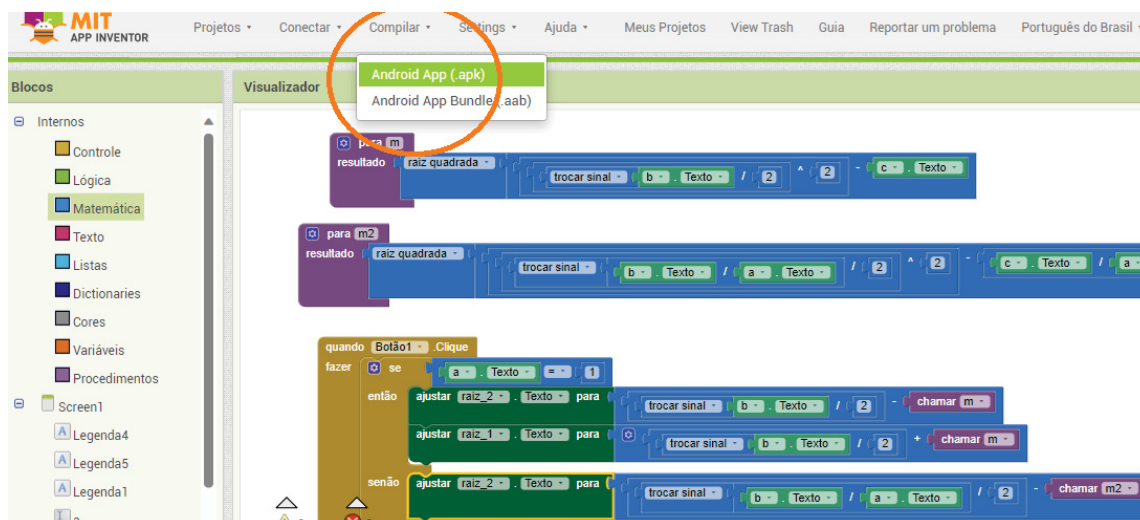 MIT
APP INVENTOR
Projetos Conectar Compilar Settings Ajuda Meus Projetos View Trash Guia Reportar um problema Português do Brasil
Android App (.apk)
Android App Bundle (.aab)
Blocos
Visualizador
Internos
Controle
Lógica
Matemática
Texto
Listas
Dictionaries
Cores
Variáveis
Procedimentos
Screen1
Legenda4
Legenda5
Legenda1
para m
resultado raiz quadrada trocar sinal b . Texto / 2 ^ 2 - c . Texto
para m2
resultado raiz quadrada trocar sinal b . Texto / a . Texto / 2 ^ 2 - c . Texto / a
quando Botão1 .Clique
fazer se a . Texto = 1
então ajustar raiz_2 . Texto para trocar sinal b . Texto / 2 - chamar m
ajustar raiz_1 . Texto para trocar sinal b . Texto / 2 + chamar m
senão ajustar raiz_2 . Texto para trocar sinal b . Texto / a . Texto / 2 - chamar m2